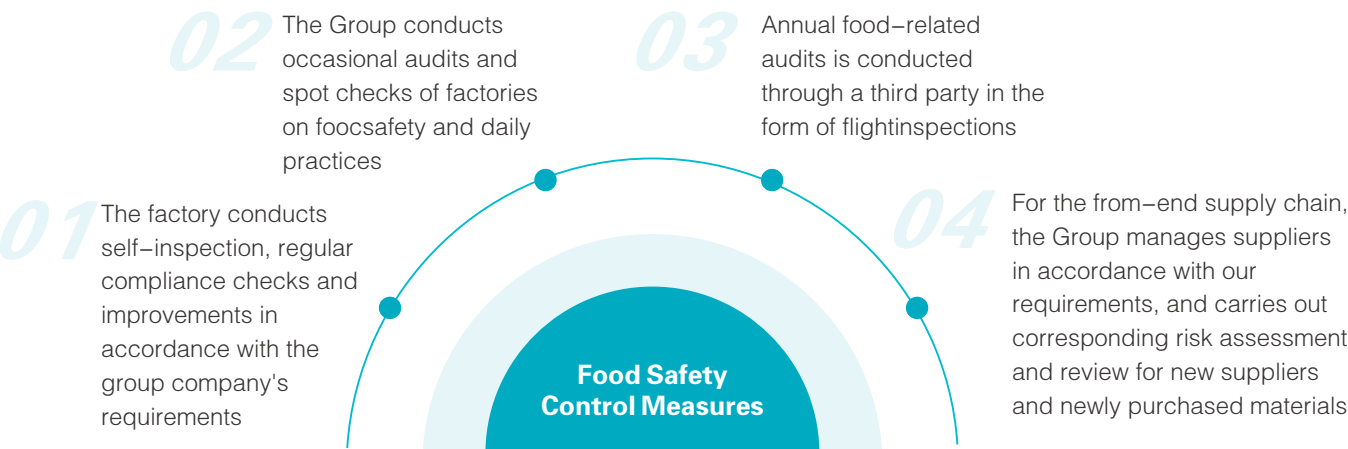 01
The factory conducts
self–inspection, regular
compliance checks and
improvements in
accordance with the
group company's
requirements
02
The Group conducts
occasional audits and
spot checks of factories
on foocsafety and daily
practices
03
Annual food–related
audits is conducted
through a third party in the
form of flightinspections
04
For the from–end supply chain,
the Group manages suppliers
in accordance with our
requirements, and carries out
corresponding risk assessment
and review for new suppliers
and newly purchased materials
Food Safety
Control Measures